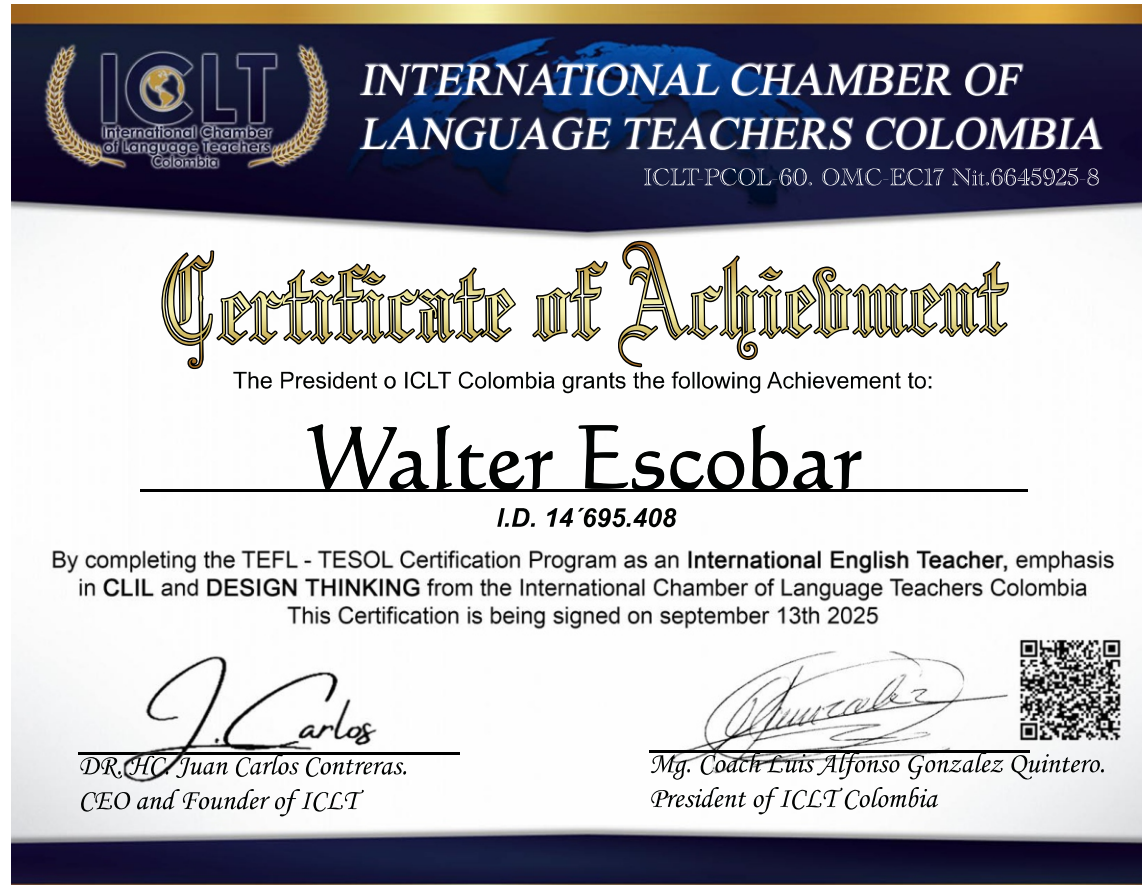 ICLT
International Chamber
of Language Teachers
Colombia
INTERNATIONAL CHAMBER OF
LANGUAGE TEACHERS COLOMBIA
ICLT-PCOL-60. OMC-EC17 Nit.6645925-8
Certificate of Achievment
The President o ICLT Colombia grants the following Achievement to:
Walter Escobar
I.D. 14´695.408
By completing the TEFL - TESOL Certification Program as an International English Teacher, emphasis
in CLIL and DESIGN THINKING from the International Chamber of Language Teachers Colombia
This Certification is being signed on september 13th 2025
J. Carlos
DR. HC. Juan Carlos Contreras.
CEO and Founder of ICLT
Mg. Coach Luis Alfonso Gonzalez Quintero.
President of ICLT Colombia